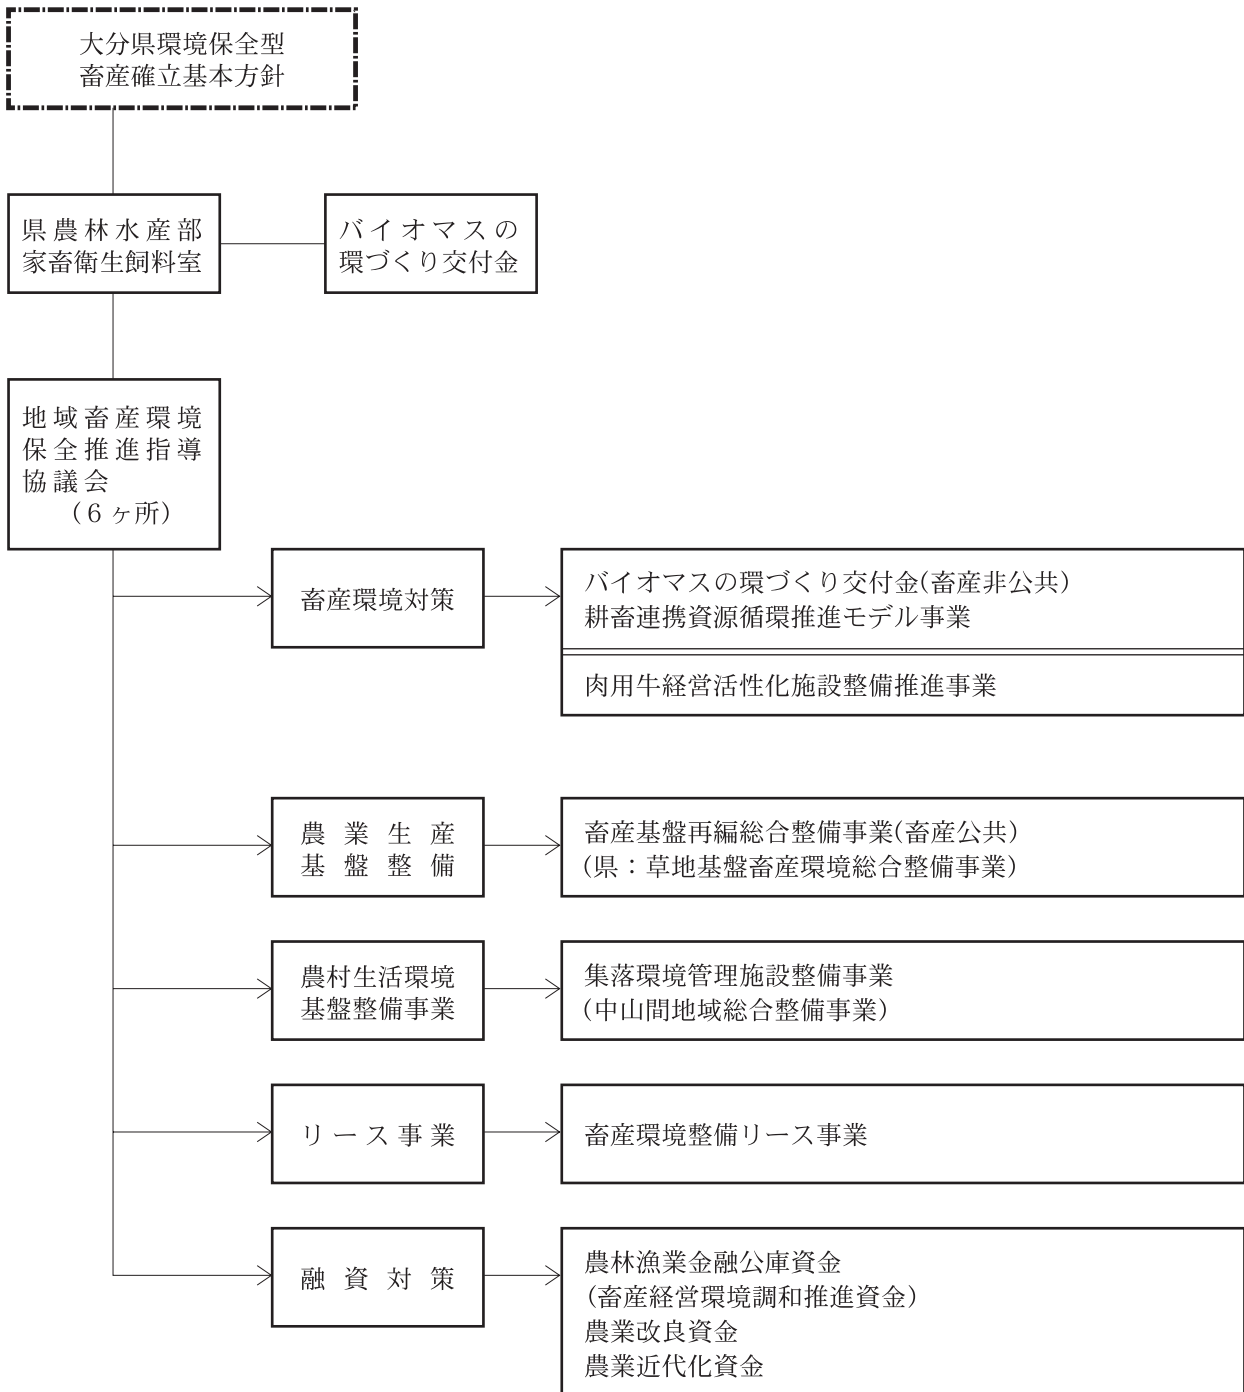 大分県環境保全型
畜産確立基本方針
県農林水産部
家畜衛生飼料室
バイオマスの
環づくり交付金
地域畜産環境
保全推進指導
協議会
(6ヶ所)
畜産環境対策
バイオマスの環づくり交付金(畜産非公共)
耕畜連携資源循環推進モデル事業
肉用牛経営活性化施設整備推進事業
農業生産
基盤整備
畜産基盤再編総合整備事業(畜産公共)
(県：草地基盤畜産環境総合整備事業)
農村生活環境
基盤整備事業
集落環境管理施設整備事業
(中山間地域総合整備事業)
リース事業
畜産環境整備リース事業
融資対策
農林漁業金融公庫資金
(畜産経営環境調和推進資金)
農業改良資金
農業近代化資金